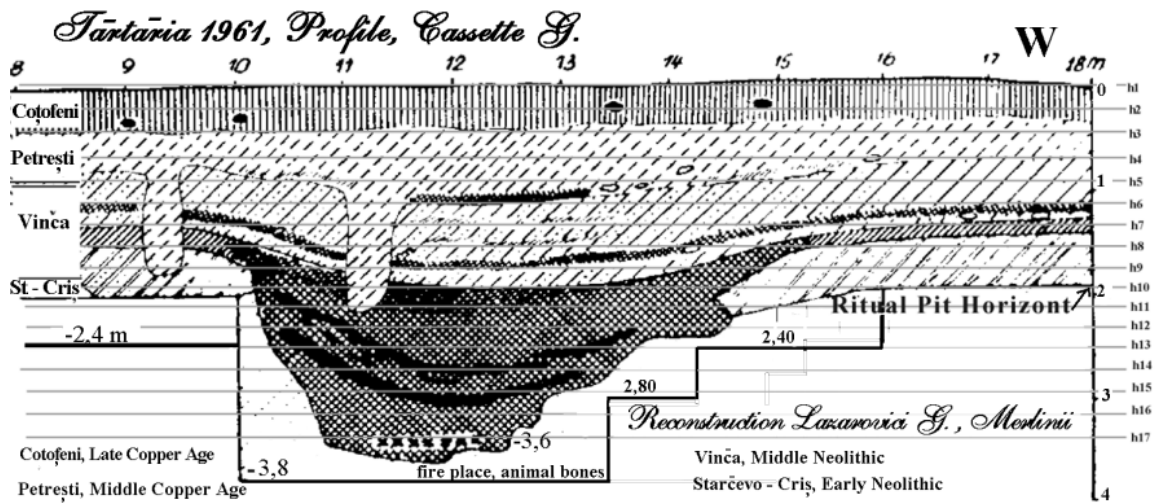 Tărtăria 1961, Profile, Cassette G.
W
8 9 10 11 12 13 14 15 16 17 18m
0 h1
Coțofeni h2
h3
Petrești h4
1 h5
h6
Vinča h7
h8
h9
St - Criș 2 h10
Ritual Pit Horizont h11
h12
-2,4 m 2,40 h13
h14
2,80 3 h15
Reconstruction Lazarovici G., Merlinii h16
-3,6 h17
Coțofeni, Late Copper Age -3,8 fire place, animal bones Vinča, Middle Neolithic
Petrești, Middle Copper Age Starčevo - Criș, Early Neolithic
4